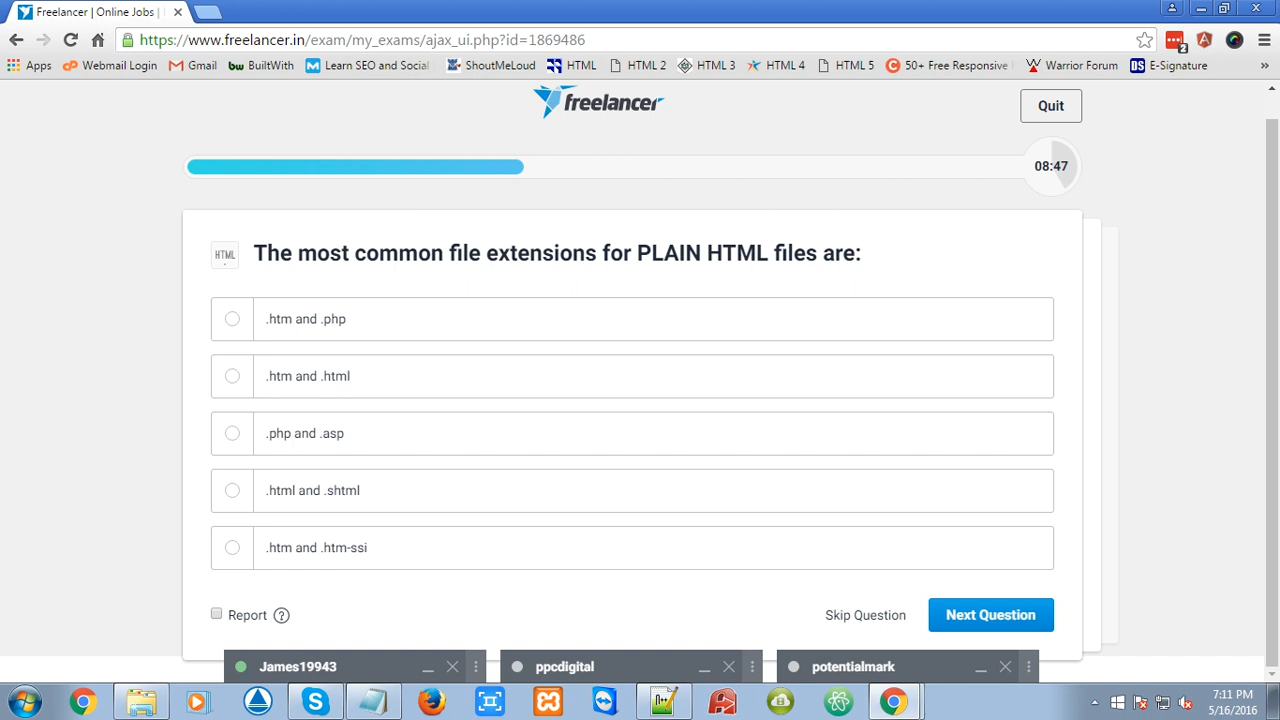 Freelancer | Online Jobs |
https://www.freelancer.in/exam/my_exams/ajax_ui.php?id=1869486
2
Apps Webmail Login Gmail BuiltWith Learn SEO and Social ShoutMeLoud HTML HTML 2 HTML 3 HTML 4 HTML 5 50+ Free Responsive Warrior Forum DS E-Signature »
freelancer
Quit
08:47
HTML The most common file extensions for PLAIN HTML files are:
.htm and .php
.htm and .html
.php and .asp
.html and .shtml
.htm and .htm-ssi
Report ? Skip Question Next Question
James19943 ppcdigital potentialmark
7:11 PM
5/16/2016